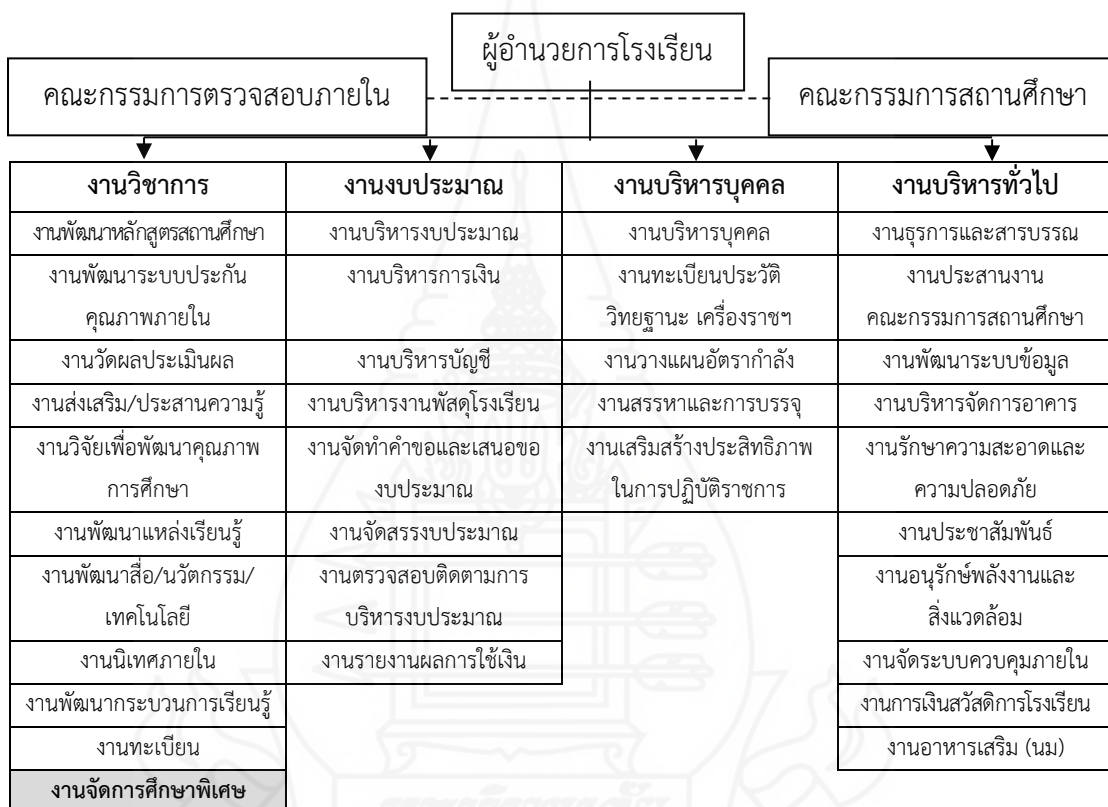 ผู้อำนวยการโรงเรียน
คณะกรรมการตรวจสอบภายใน
คณะกรรมการสถานศึกษา
งานวิชาการ
งานงบประมาณ
งานบริหารบุคคล
งานบริหารทั่วไป
งานพัฒนาหลักสูตรสถานศึกษา
งานบริหารงบประมาณ
งานบริหารบุคคล
งานธุรการและสารบรรณ
งานพัฒนาระบบประกัน
คุณภาพภายใน
งานบริหารการเงิน
งานทะเบียนประวัติ
วิทยฐานะ เครื่องราชฯ
งานประสานงาน
คณะกรรมการสถานศึกษา
งานวัดผลประเมินผล
งานบริหารบัญชี
งานวางแผนอัตรากำลัง
งานพัฒนาระบบข้อมูล
งานส่งเสริม/ประสานความรู้
งานบริหารงานพัสดุโรงเรียน
งานสรรหาและการบรรจุ
งานบริหารจัดการอาคาร
งานวิจัยเพื่อพัฒนาคุณภาพ
การศึกษา
งานจัดทำคำขอและเสนอขอ
งบประมาณ
งานเสริมสร้างประสิทธิภาพ
ในการปฏิบัติราชการ
งานรักษาความสะอาดและ
ความปลอดภัย
งานพัฒนาแหล่งเรียนรู้
งานจัดสรรงบประมาณ
งานประชาสัมพันธ์
งานพัฒนาสื่อ/นวัตกรรม/
เทคโนโลยี
งานตรวจสอบติดตามการ
บริหารงบประมาณ
งานอนุรักษ์พลังงานและ
สิ่งแวดล้อม
งานนิเทศภายใน
งานรายงานผลการใช้เงิน
งานจัดระบบควบคุมภายใน
งานพัฒนากระบวนการเรียนรู้
งานการเงินสวัสดิการโรงเรียน
งานทะเบียน
งานอาหารเสริม (นม)
งานจัดการศึกษาพิเศษ